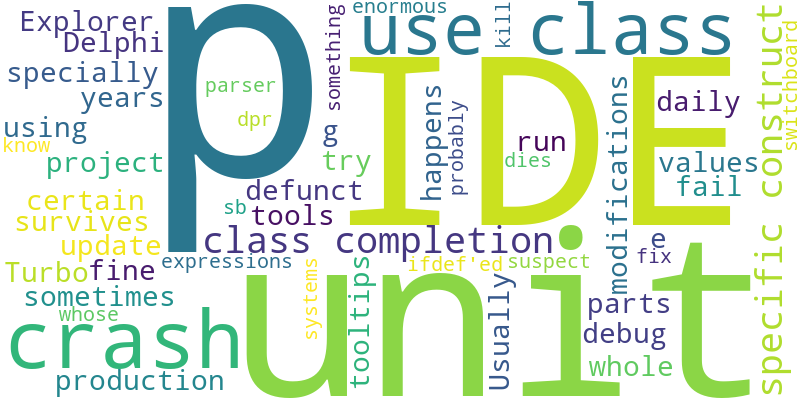 p
IDE
unit
crash
use class
class completion
specific construct
enormous
kill
something
switchboard
Explorer
Delphi
specially
years
parser
dpr
using
know
project
certain
survives
update
Turbo
fine
sometimes
whose
production
g
try
happens
probably
run
dies
daily
values
fail
modifications
defunct
sb
tools
expressions
systems
tooltips
ifdef'ed
suspect
Usually
e
fix
parts
debug
whole